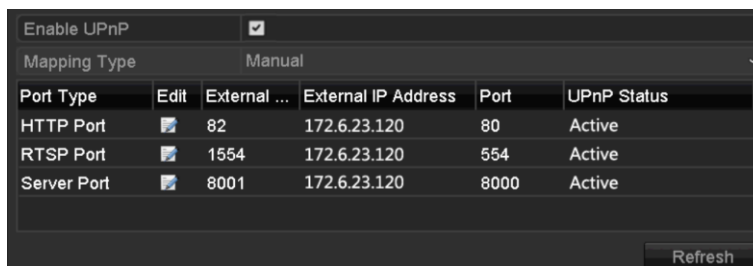 Enable UPnP
Mapping Type Manual
Port Type Edit External ... External IP Address Port UPnP Status
HTTP Port 82 172.6.23.120 80 Active
RTSP Port 1554 172.6.23.120 554 Active
Server Port 8001 172.6.23.120 8000 Active
Refresh